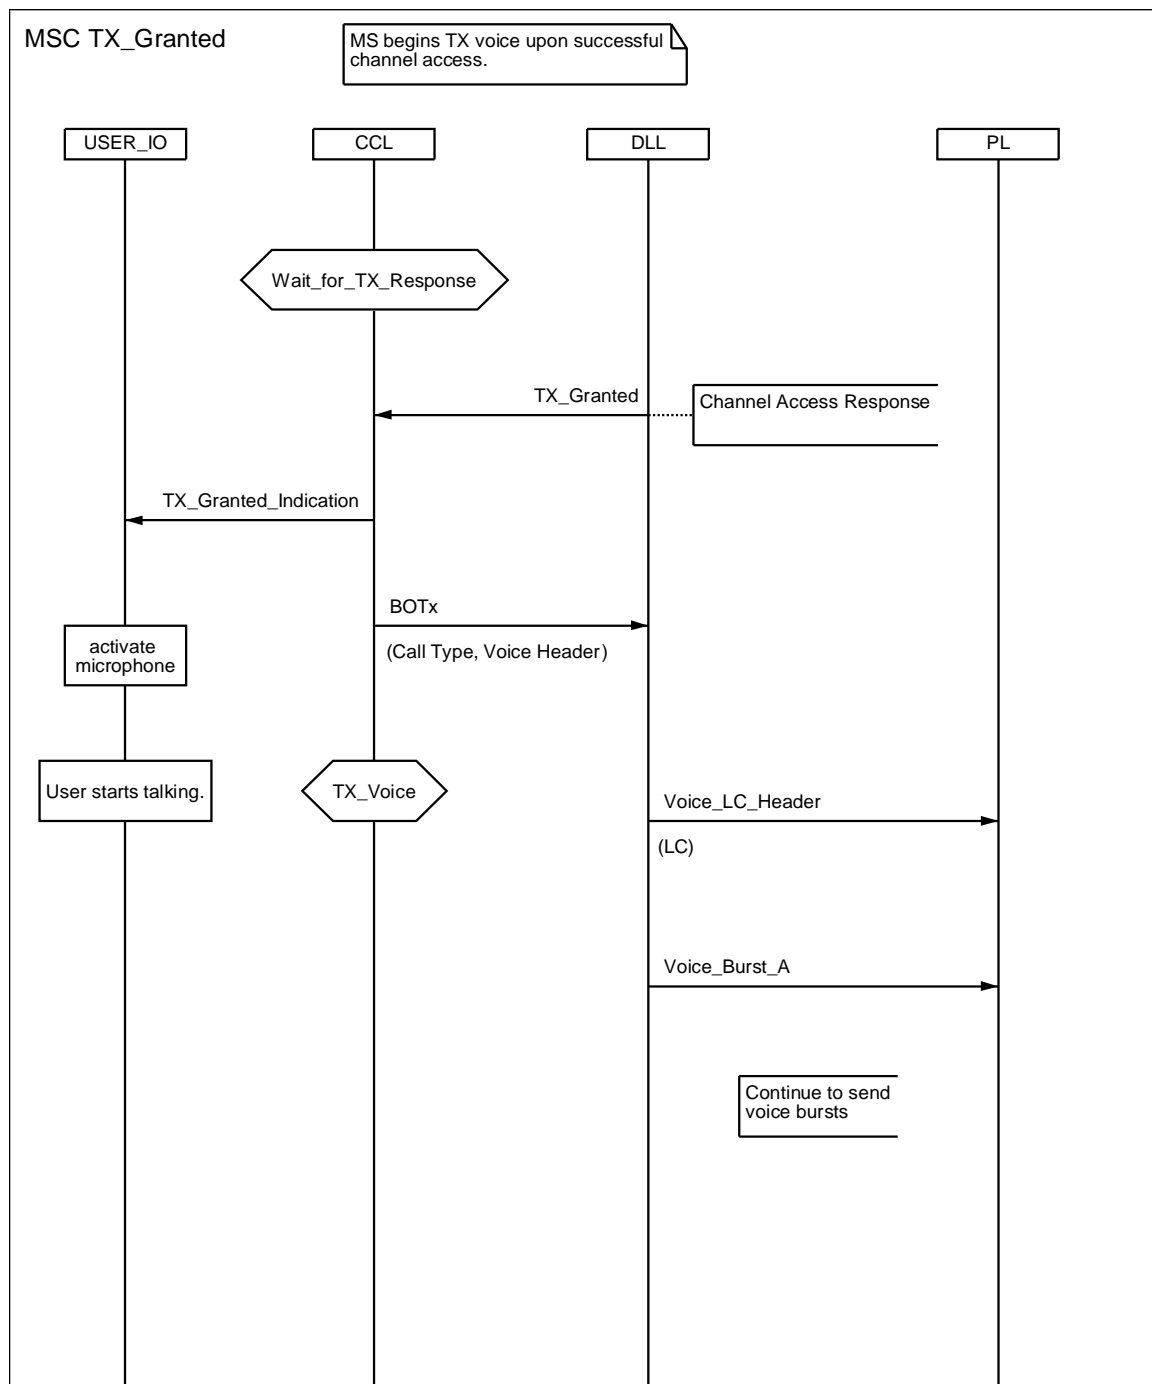 MSC TX_Granted
MS begins TX voice upon successful
channel access.
USER_IO
CCL
DLL
PL
Wait_for_TX_Response
TX_Granted
Channel Access Response
TX_Granted_Indication
BOTx
(Call Type, Voice Header)
activate
microphone
User starts talking.
TX_Voice
Voice_LC_Header
(LC)
Voice_Burst_A
Continue to send
voice bursts